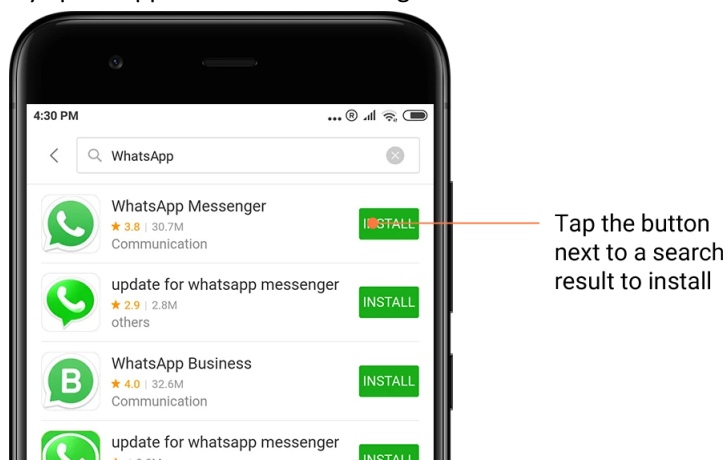 4:30 PM
WhatsApp
WhatsApp Messenger
3.8 | 30.7M
INSTALL
Communication
Tap the button
next to a search
result to install
update for whatsapp messenger
2.9 | 2.8M
INSTALL
others
WhatsApp Business
4.0 | 32.6M
INSTALL
Communication
B
update for whatsapp messenger
INSTALL